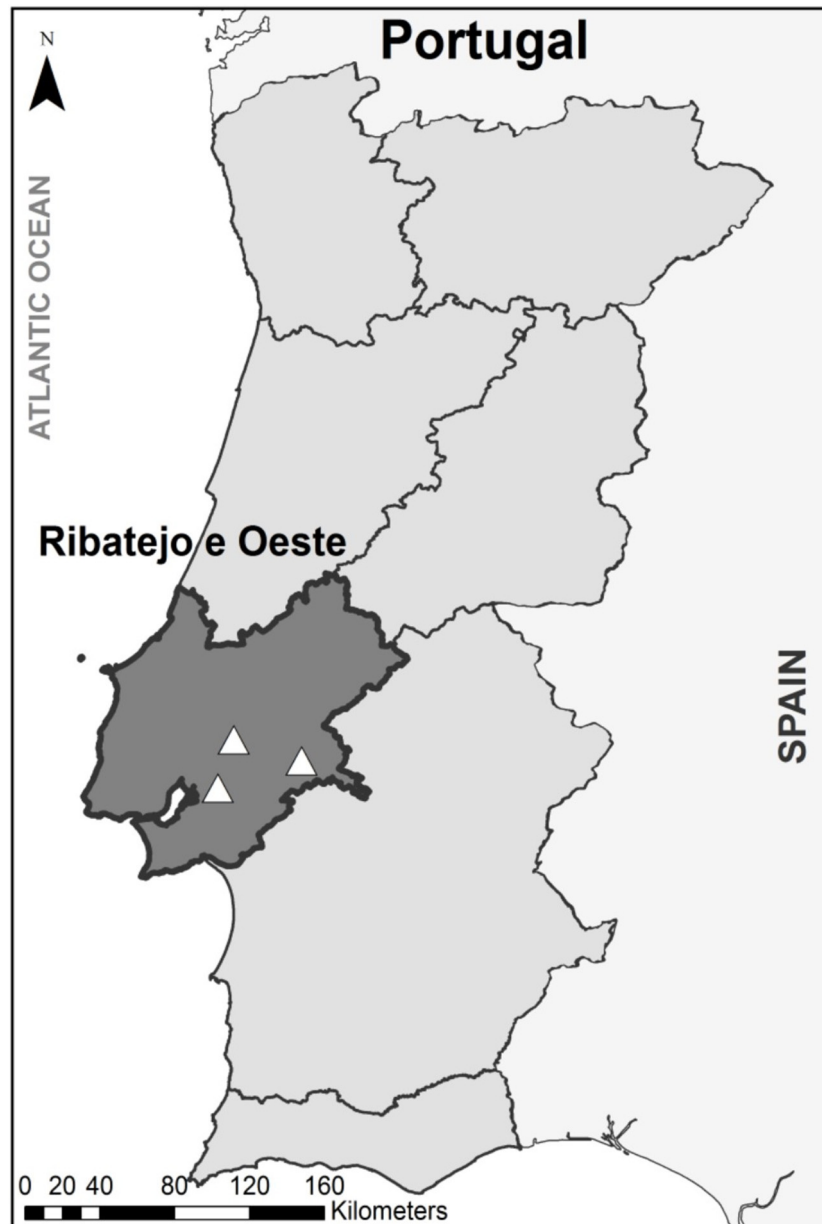 Portugal
N
ATLANTIC OCEAN
Ribatejo e Oeste
SPAIN
0 20 40 80 120 160
Kilometers